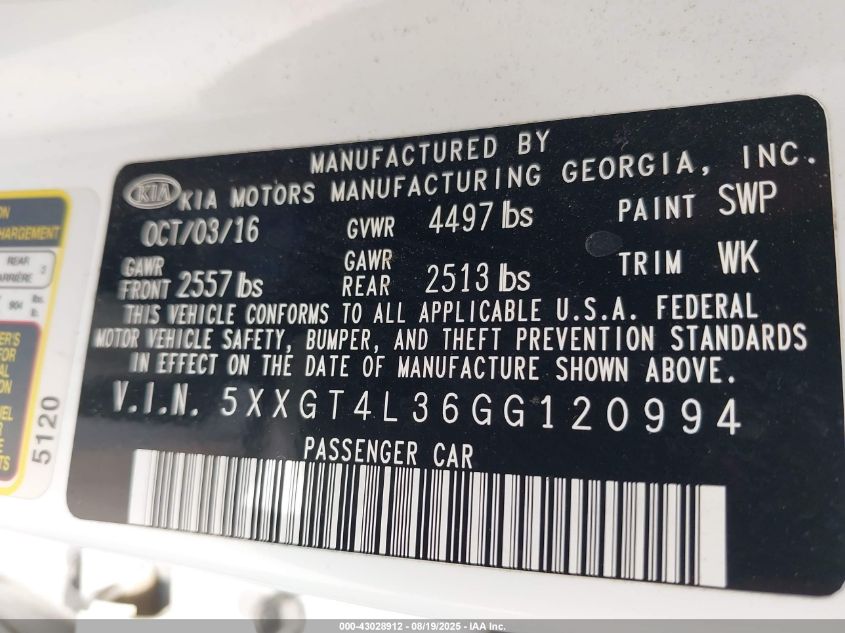 MANUFACTURED BY
KIA KIA MOTORS MANUFACTURING GEORGIA, INC.
OCT/03/16 GVWR 4497 lbs PAINT SWP
GAWR FRONT 2557 lbs GAWR REAR 2513 lbs TRIM WK
THIS VEHICLE CONFORMS TO ALL APPLICABLE U.S.A. FEDERAL
MOTOR VEHICLE SAFETY, BUMPER, AND THEFT PREVENTION STANDARDS
IN EFFECT ON THE DATE OF MANUFACTURE SHOWN ABOVE.
V.I.N. 5XXGT4L36GG120994
PASSENGER CAR
REAR
5120
000-43028912 - 08/19/2025 - IAA Inc.